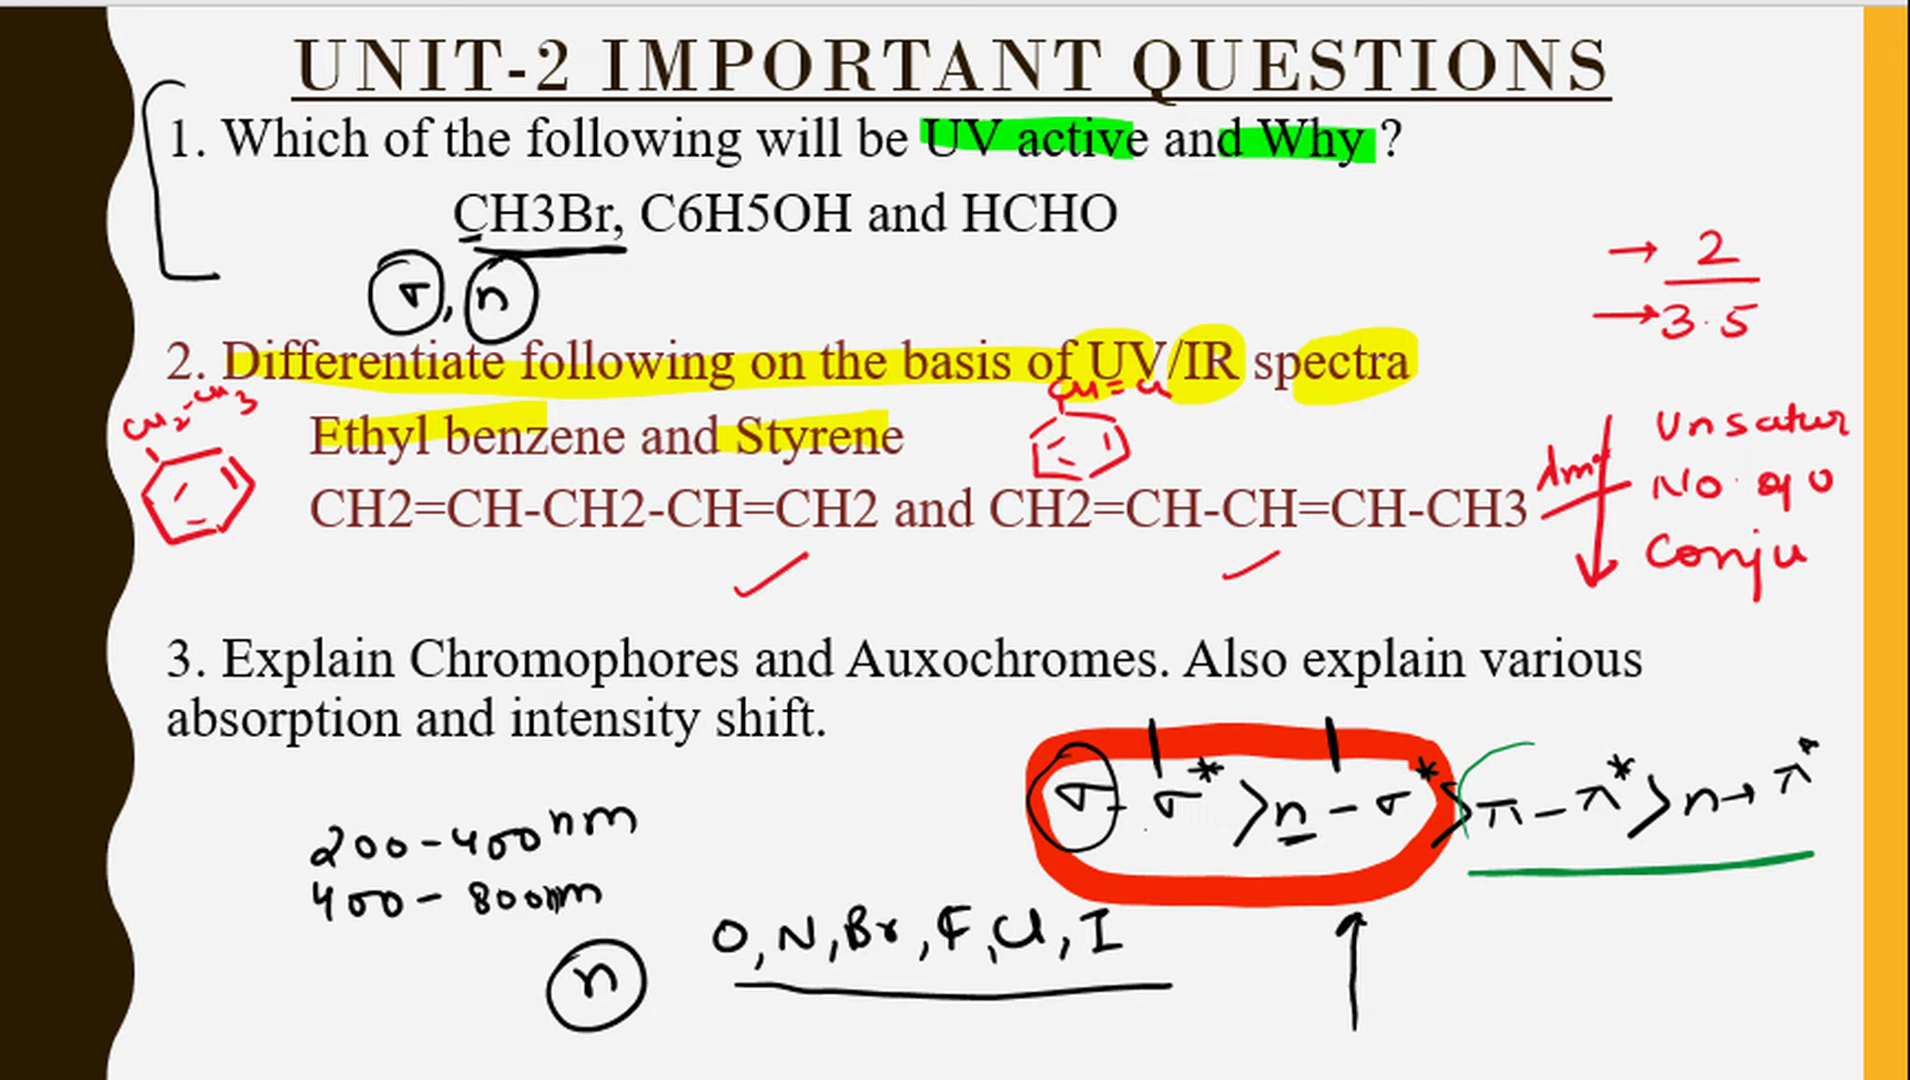 UNIT-2 IMPORTANT QUESTIONS
1. Which of the following will be UV active and Why ?
CH3Br, C6H5OH and HCHO
σ, n
→ 2
→ 3.5
2. Differentiate following on the basis of UV/IR spectra
CH2-CH3
Ethyl benzene and Styrene
CH2=CH-CH2-CH=CH2 and CH2=CH-CH=CH-CH3
Unsatur
No. of
Conju
3. Explain Chromophores and Auxochromes. Also explain various
absorption and intensity shift.
σ - σ* > n - σ* > π - π* > n → π*
200-400nm
400-800nm
O, N, Br, F, Cl, I
n